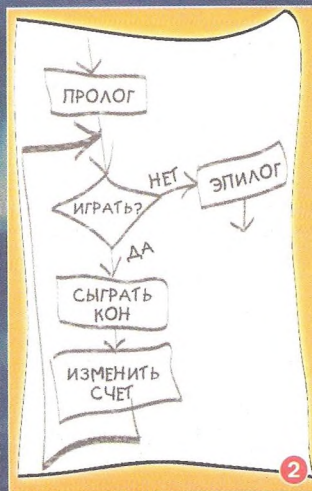 ПРОЛОГ
ИГРАТЬ?
НЕТ
ЭПИЛОГ
ДА
СЫГРАТЬ
КОН
ИЗМЕНИТЬ
СЧЕТ
2